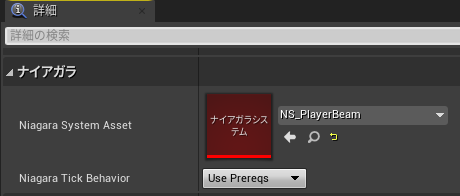 詳細
詳細の検索
ナイアガラ
Niagara System Asset
ナイアガラシス
テム
NS_PlayerBeam
Niagara Tick Behavior
Use Prereqs